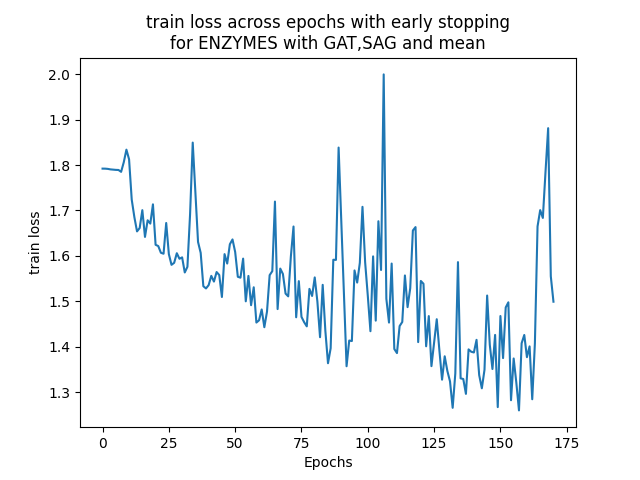 train loss across epochs with early stopping
for ENZYMES with GAT,SAG and mean
2.0
1.9
1.8
1.7
1.6
1.5
1.4
1.3
train loss
0 25 50 75 100 125 150 175
Epochs